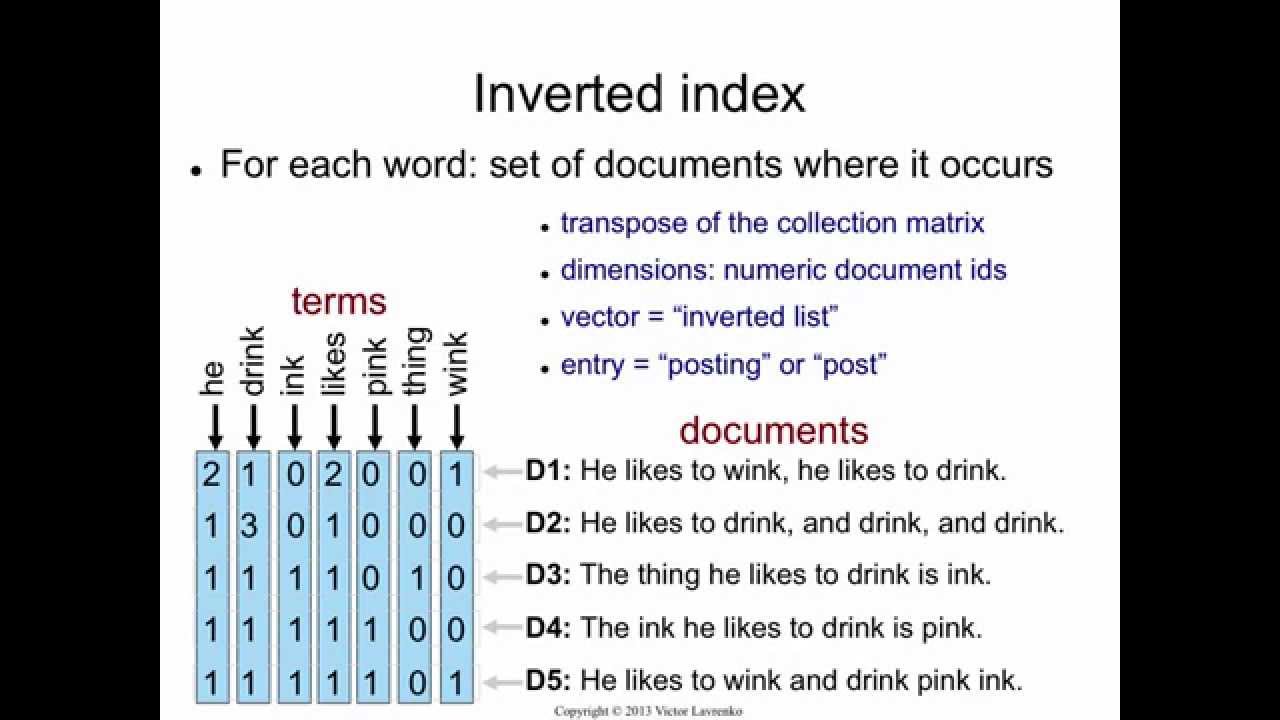 Inverted index
• For each word: set of documents where it occurs
• transpose of the collection matrix
• dimensions: numeric document ids
• vector = “inverted list”
• entry = “posting” or “post”
terms
he drink ink likes pink thing wink
documents
2 1 0 2 0 0 1 D1: He likes to wink, he likes to drink.
1 3 0 1 0 0 0 D2: He likes to drink, and drink, and drink.
1 1 1 1 0 1 0 D3: The thing he likes to drink is ink.
1 1 1 1 1 0 0 D4: The ink he likes to drink is pink.
1 1 1 1 1 0 1 D5: He likes to wink and drink pink ink.
Copyright © 2013 Victor Lavrenko